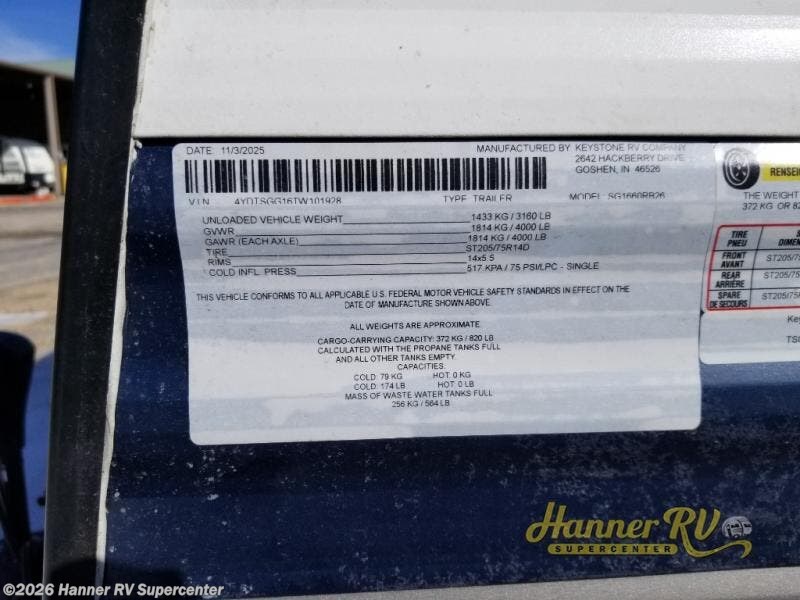 DATE: 11/3/2025 MANUFACTURED BY KEYSTONE RV COMPANY
2642 HACKBERRY DRIVE
GOSHEN, IN 46526
V.I.N. 4YDTSGG16TW101928 TYPE TRAILER MODEL SG1660RB26
UNLOADED VEHICLE WEIGHT 1433 KG / 3160 LB
GVWR 1814 KG / 4000 LB
GAWR (EACH AXLE) 1814 KG / 4000 LB
TIRE ST205/75R14D
RIMS 14x5.5
COLD INFL. PRESS 517 KPA / 75 PSI/LPC - SINGLE
THIS VEHICLE CONFORMS TO ALL APPLICABLE U.S. FEDERAL MOTOR VEHICLE SAFETY STANDARDS IN EFFECT ON THE
DATE OF MANUFACTURE SHOWN ABOVE.
ALL WEIGHTS ARE APPROXIMATE.
CARGO-CARRYING CAPACITY: 372 KG / 820 LB
CALCULATED WITH THE PROPANE TANKS FULL
AND ALL OTHER TANKS EMPTY.
CAPACITIES:
COLD: 79 KG HOT: 0 KG
COLD: 174 LB HOT: 0 LB
MASS OF WASTE WATER TANKS FULL
256 KG / 564 LB
RENSEI
THE WEIGHT
372 KG OR 82
TIRE
PNEU
DIMEN
FRONT
AVANT
ST205/75
REAR
ARRIÈRE
ST205/75
SPARE
DE SECOURS
ST205/75
Key
TS
Hanner RV
SUPERCENTER
©2026 Hanner RV Supercenter